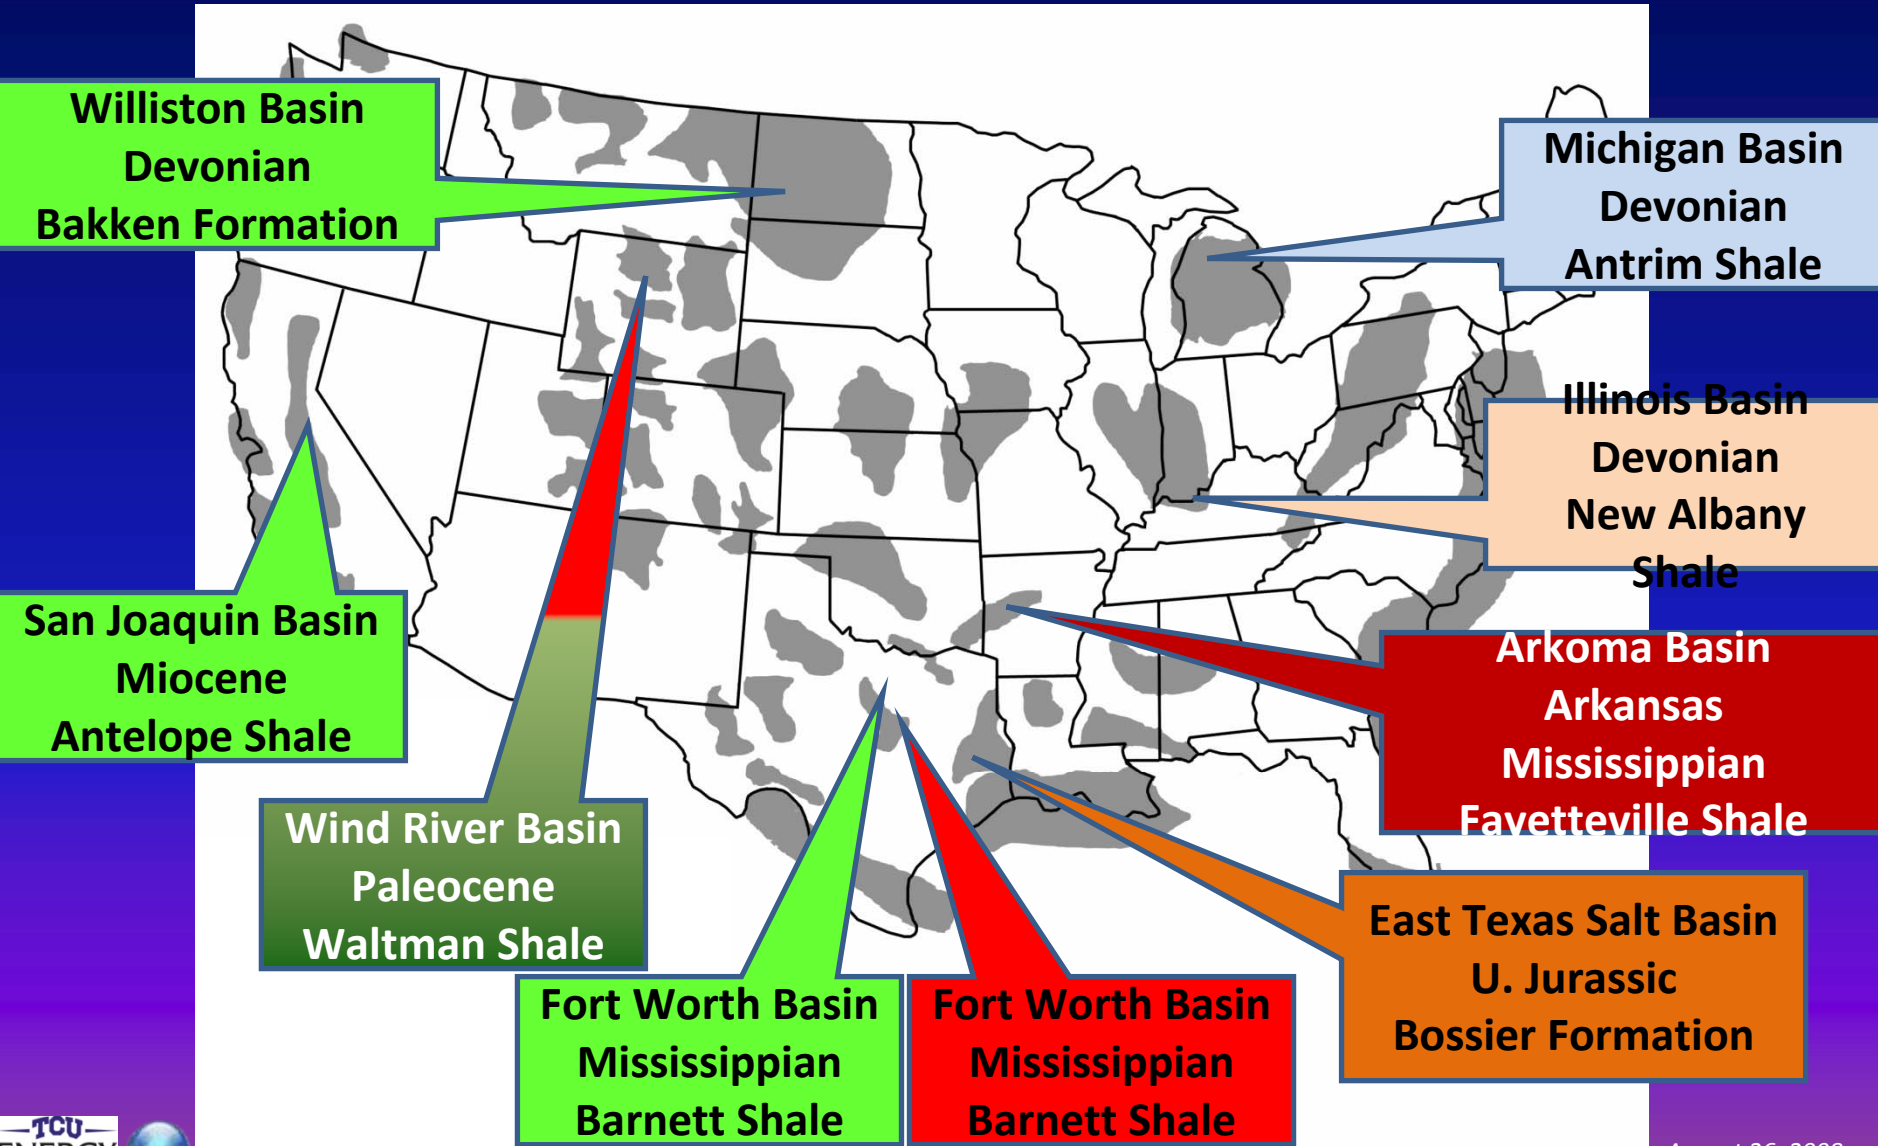 Williston Basin
Devonian
Bakken Formation
Michigan Basin
Devonian
Antrim Shale
Illinois Basin
Devonian
New Albany
Shale
San Joaquin Basin
Miocene
Antelope Shale
Arkoma Basin
Arkansas
Mississippian
Fayetteville Shale
Wind River Basin
Paleocene
Waltman Shale
East Texas Salt Basin
U. Jurassic
Bossier Formation
Fort Worth Basin
Mississippian
Barnett Shale
Fort Worth Basin
Mississippian
Barnett Shale
TCU
ENERGY